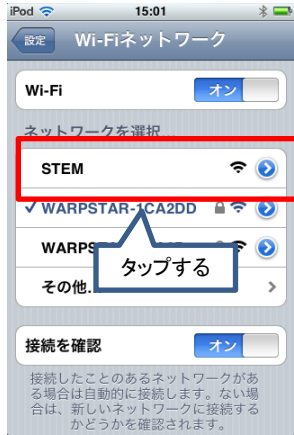 iPod 15:01
設定 Wi-Fiネットワーク
Wi-Fi オン
ネットワークを選択...
STEM
WARPSTAR-1CA2DD
WARPS
タップする
その他...
接続を確認 オン
接続したことのあるネットワークがあ
る場合は自動的に接続します。ない場
合は、新しいネットワークに接続する
かどうかを確認されます。